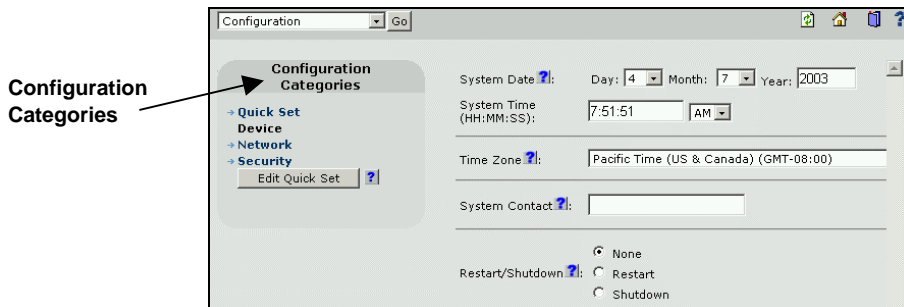 Configuration Go
?
Configuration
Categories
Configuration
Categories
Quick Set
Device
Network
Security
Edit Quick Set ?
System Date ?: Day: 4 Month: 7 Year: 2003
System Time
(HH:MM:SS): 7:51:51 AM
Time Zone ?: Pacific Time (US & Canada) (GMT-08:00)
System Contact ?:
Restart/Shutdown ?: None
Restart
Shutdown